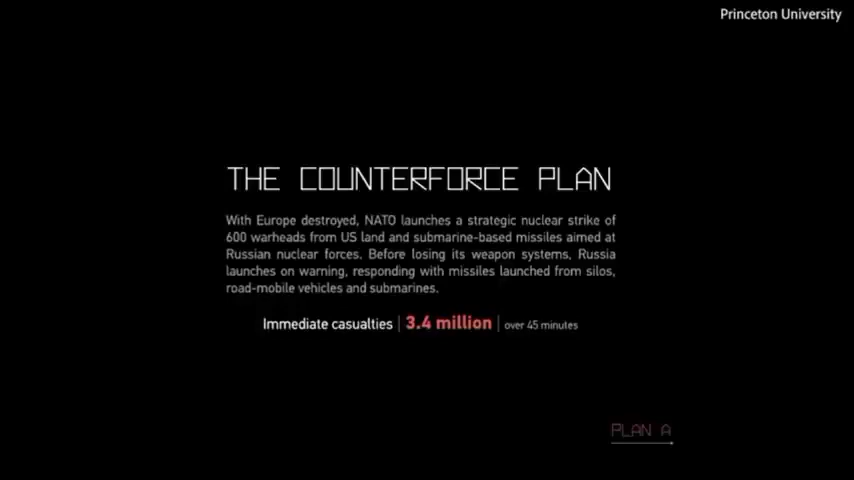 Princeton University
THE COUNTERFORCE PLAN
With Europe destroyed, NATO launches a strategic nuclear strike of
600 warheads from US land and submarine-based missiles aimed at
Russian nuclear forces. Before losing its weapon systems, Russia
launches on warning, responding with missiles launched from silos,
road-mobile vehicles and submarines.
Immediate casualties | 3.4 million | over 45 minutes
PLAN A